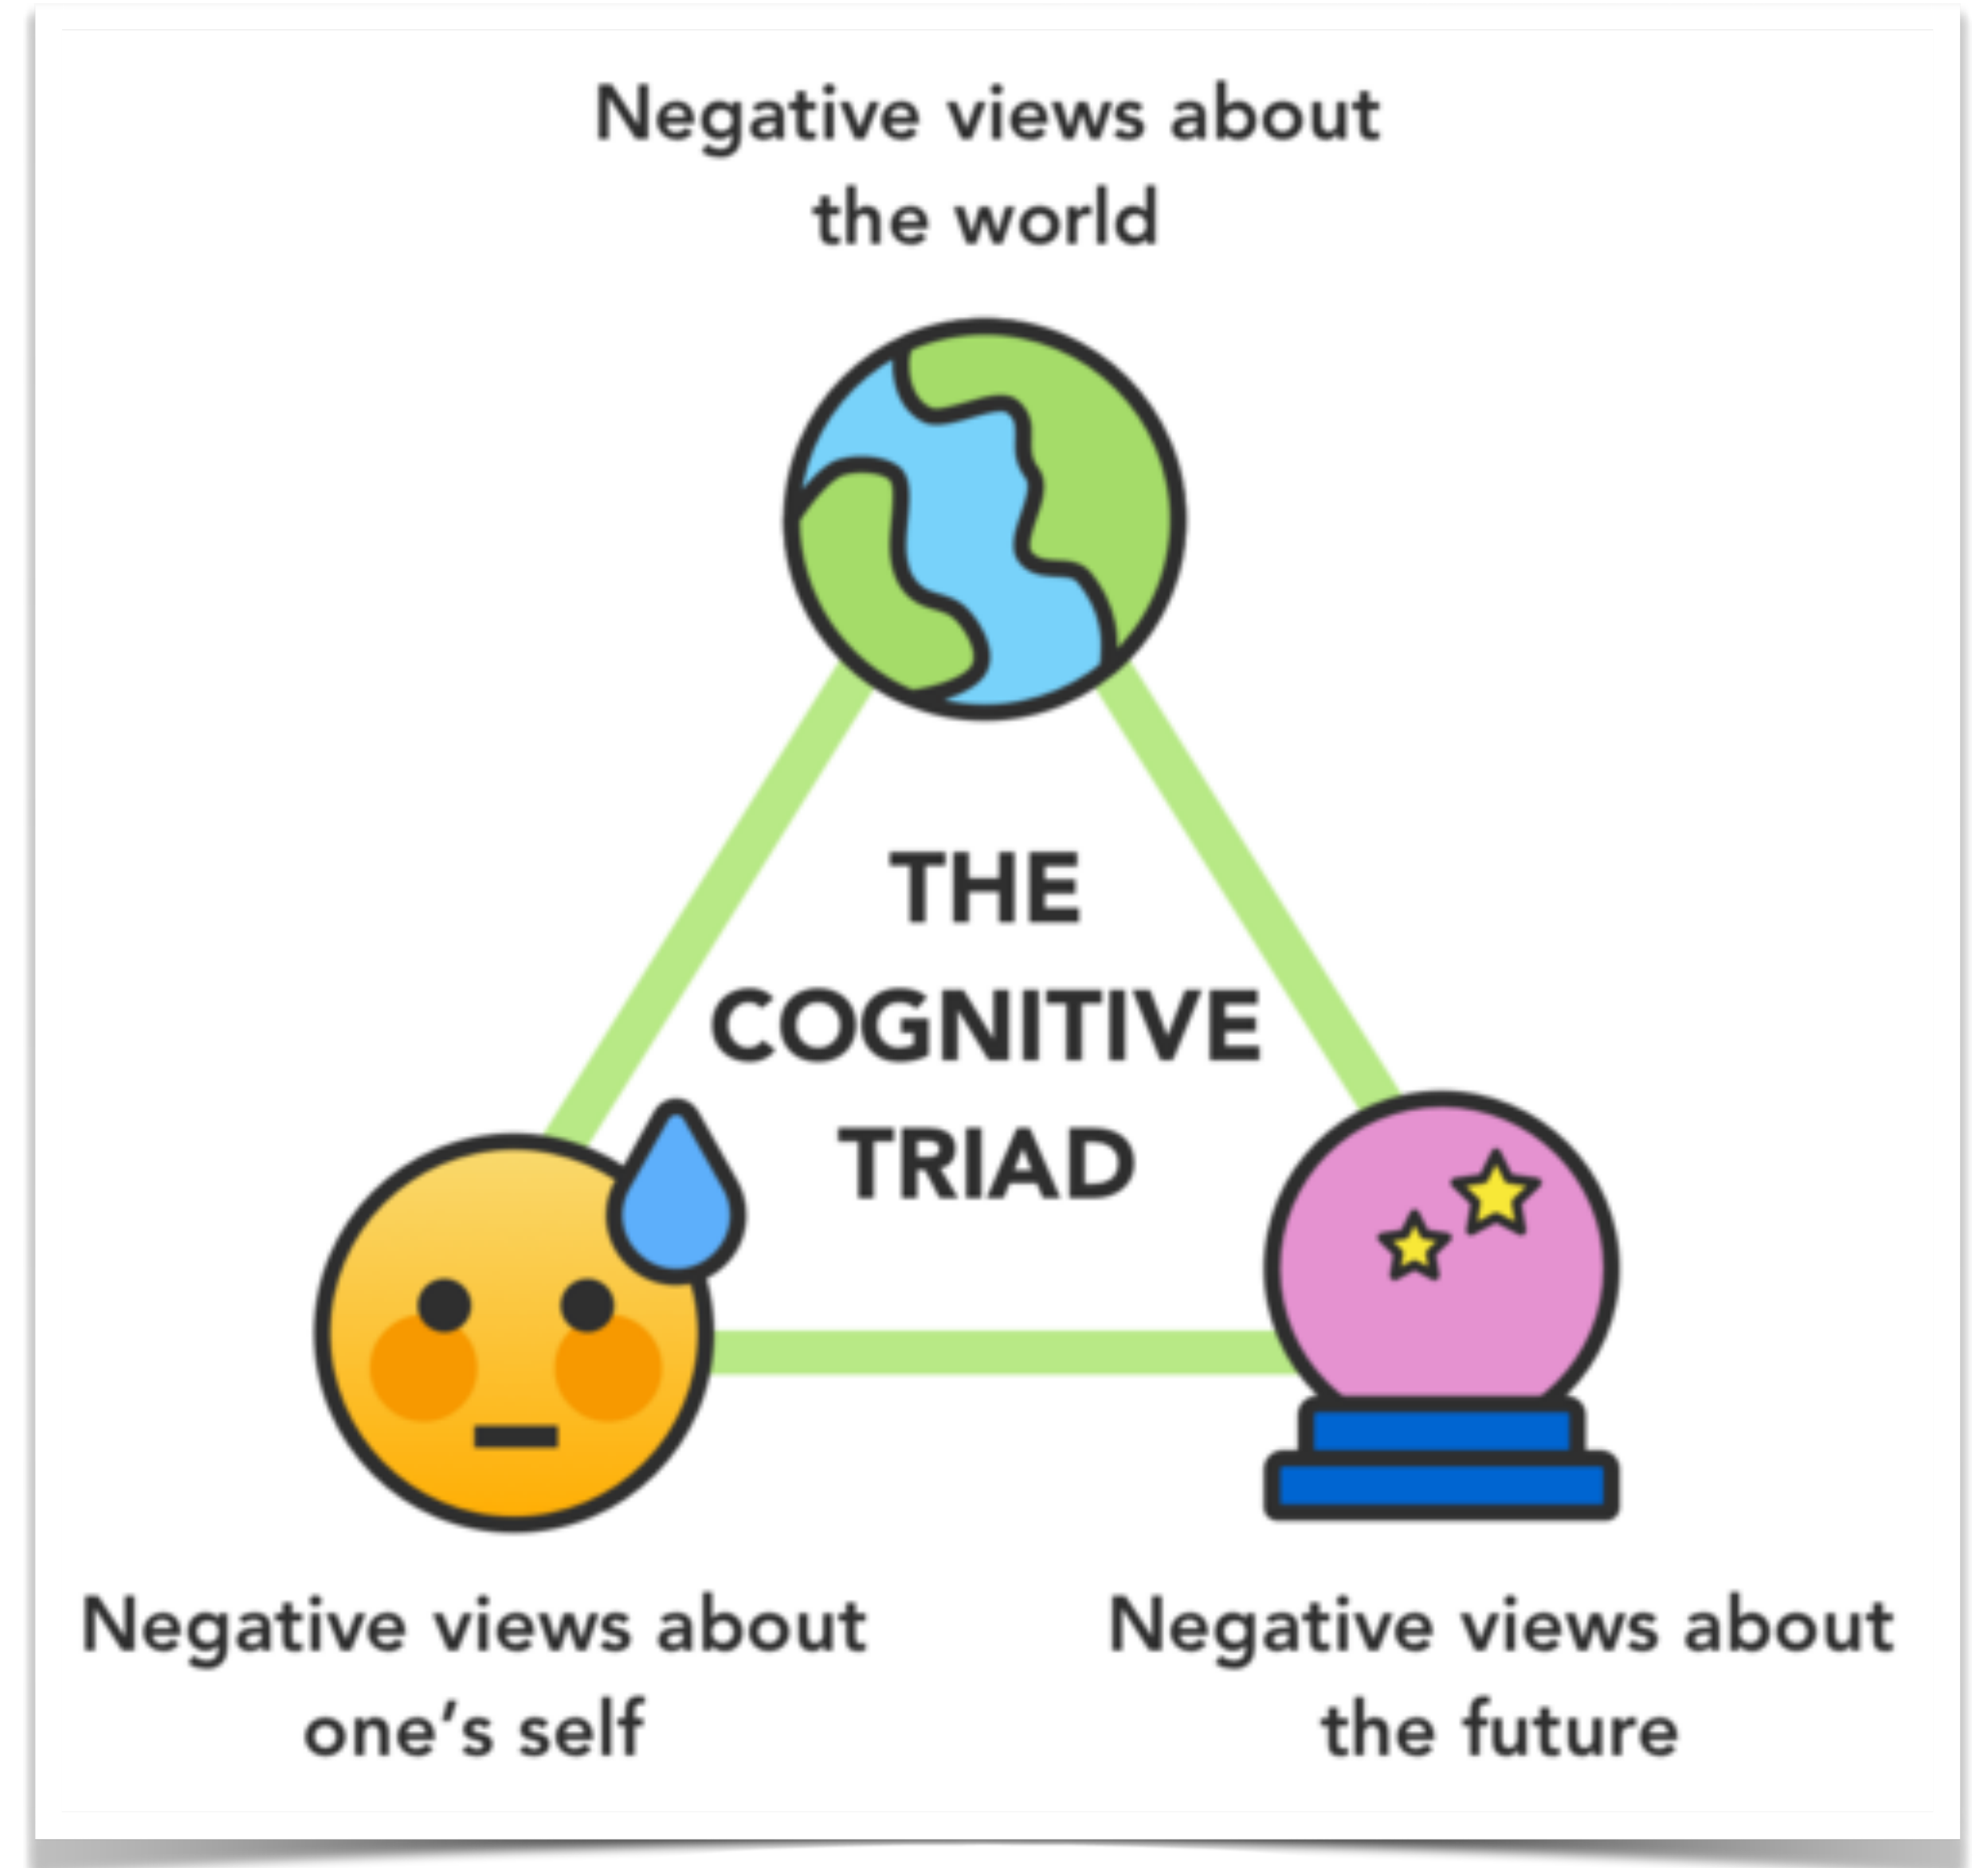 Negative views about
the world
THE
COGNITIVE
TRIAD
Negative views about
one’s self
Negative views about
the future